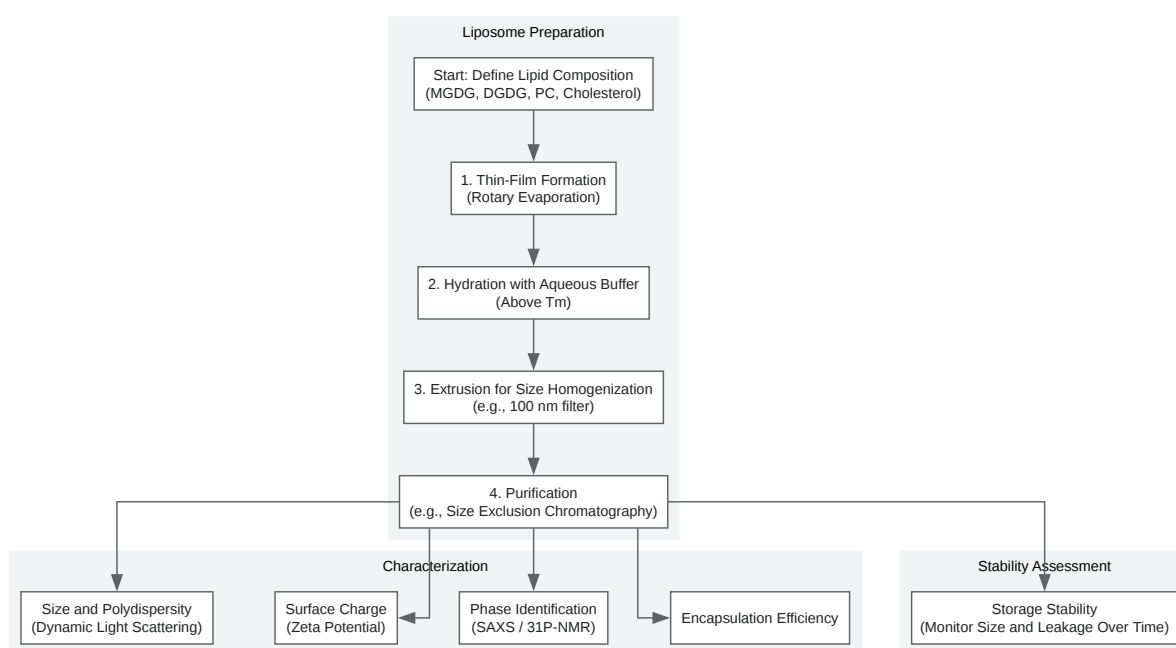 Liposome Preparation
Start: Define Lipid Composition
(MGDG, DGDG, PC, Cholesterol)
1. Thin-Film Formation
(Rotary Evaporation)
2. Hydration with Aqueous Buffer
(Above Tm)
3. Extrusion for Size Homogenization
(e.g., 100 nm filter)
4. Purification
(e.g., Size Exclusion Chromatography)
Characterization
Size and Polydispersity
(Dynamic Light Scattering)
Surface Charge
(Zeta Potential)
Phase Identification
(SAXS / 31P-NMR)
Encapsulation Efficiency
Stability Assessment
Storage Stability
(Monitor Size and Leakage Over Time)